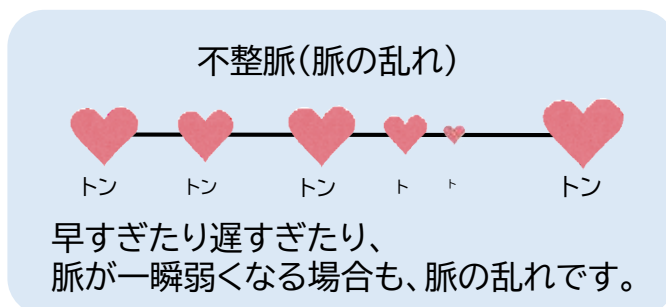 不整脈(脈の乱れ)
トン トン トン ト ト トン
早すぎたり遅すぎたり、
脈が一瞬弱くなる場合も、脈の乱れです。